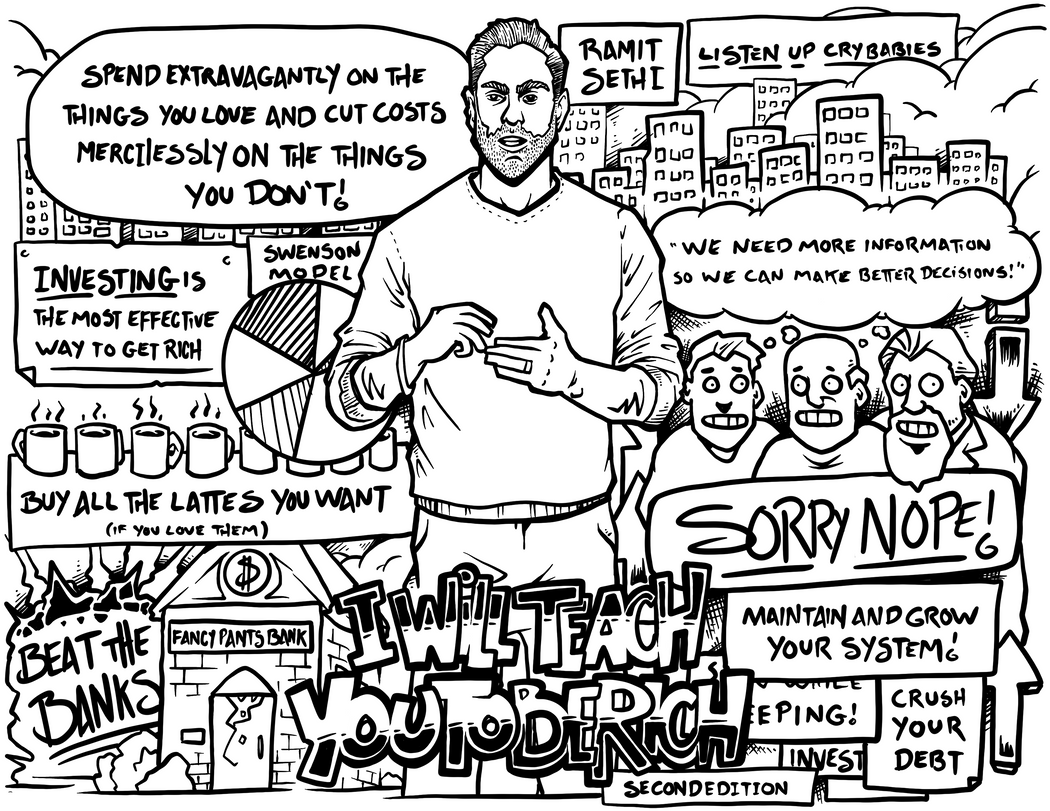 SPEND EXTRAVAGANTLY ON THE
THINGS YOU LOVE AND CUT COSTS
MERCILESSLY ON THE THINGS
YOU DON'T!
RAMIT
SETHI
LISTEN UP CRYBABIES
"WE NEED MORE INFORMATION
SO WE CAN MAKE BETTER DECISIONS!"
INVESTING IS
THE MOST EFFECTIVE
WAY TO GET RICH
SWENSON
MODEL
BUY ALL THE LATTES YOU WANT
(IF YOU LOVE THEM)
SORRY NOPE!
BEAT THE
BANKS
$
FANCY PANTS BANK
I WILL TEACH
YOU TO BE RICH
SECOND EDITION
MAINTAIN AND GROW
YOUR SYSTEM!
EEPING!
INVEST
CRUSH
YOUR
DEBT